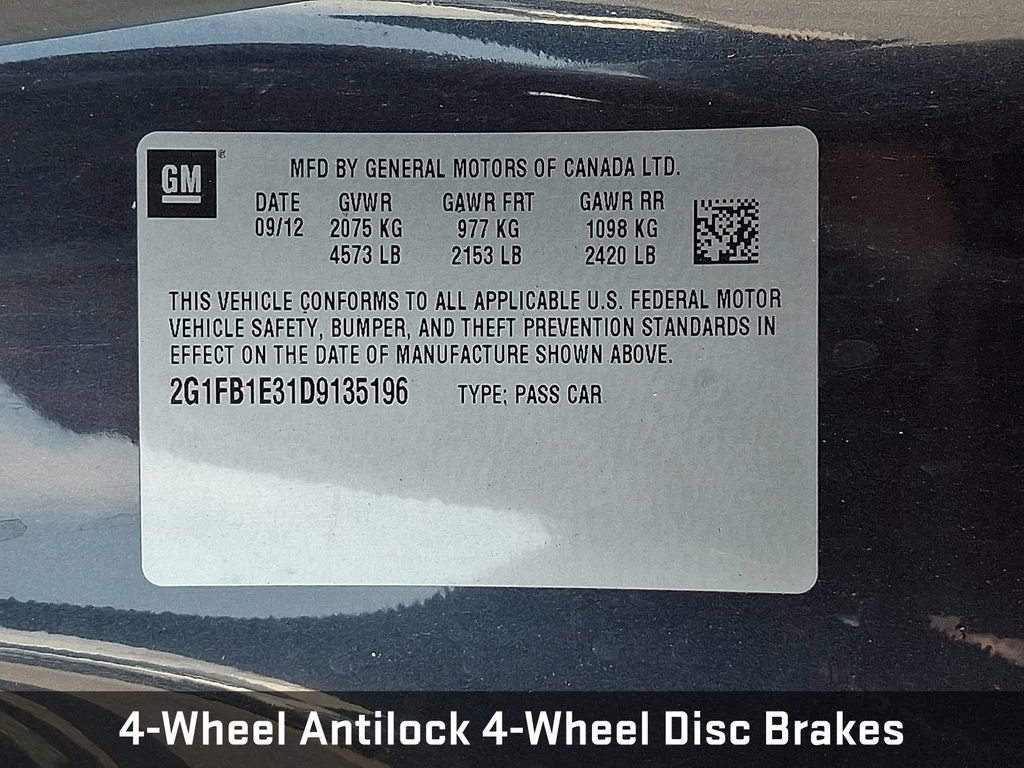 GM
MFD BY GENERAL MOTORS OF CANADA LTD.
DATE GVWR GAWR FRT GAWR RR
09/12 2075 KG 977 KG 1098 KG
4573 LB 2153 LB 2420 LB
THIS VEHICLE CONFORMS TO ALL APPLICABLE U.S. FEDERAL MOTOR
VEHICLE SAFETY, BUMPER, AND THEFT PREVENTION STANDARDS IN
EFFECT ON THE DATE OF MANUFACTURE SHOWN ABOVE.
2G1FB1E31D9135196 TYPE: PASS CAR
4-Wheel Antilock 4-Wheel Disc Brakes